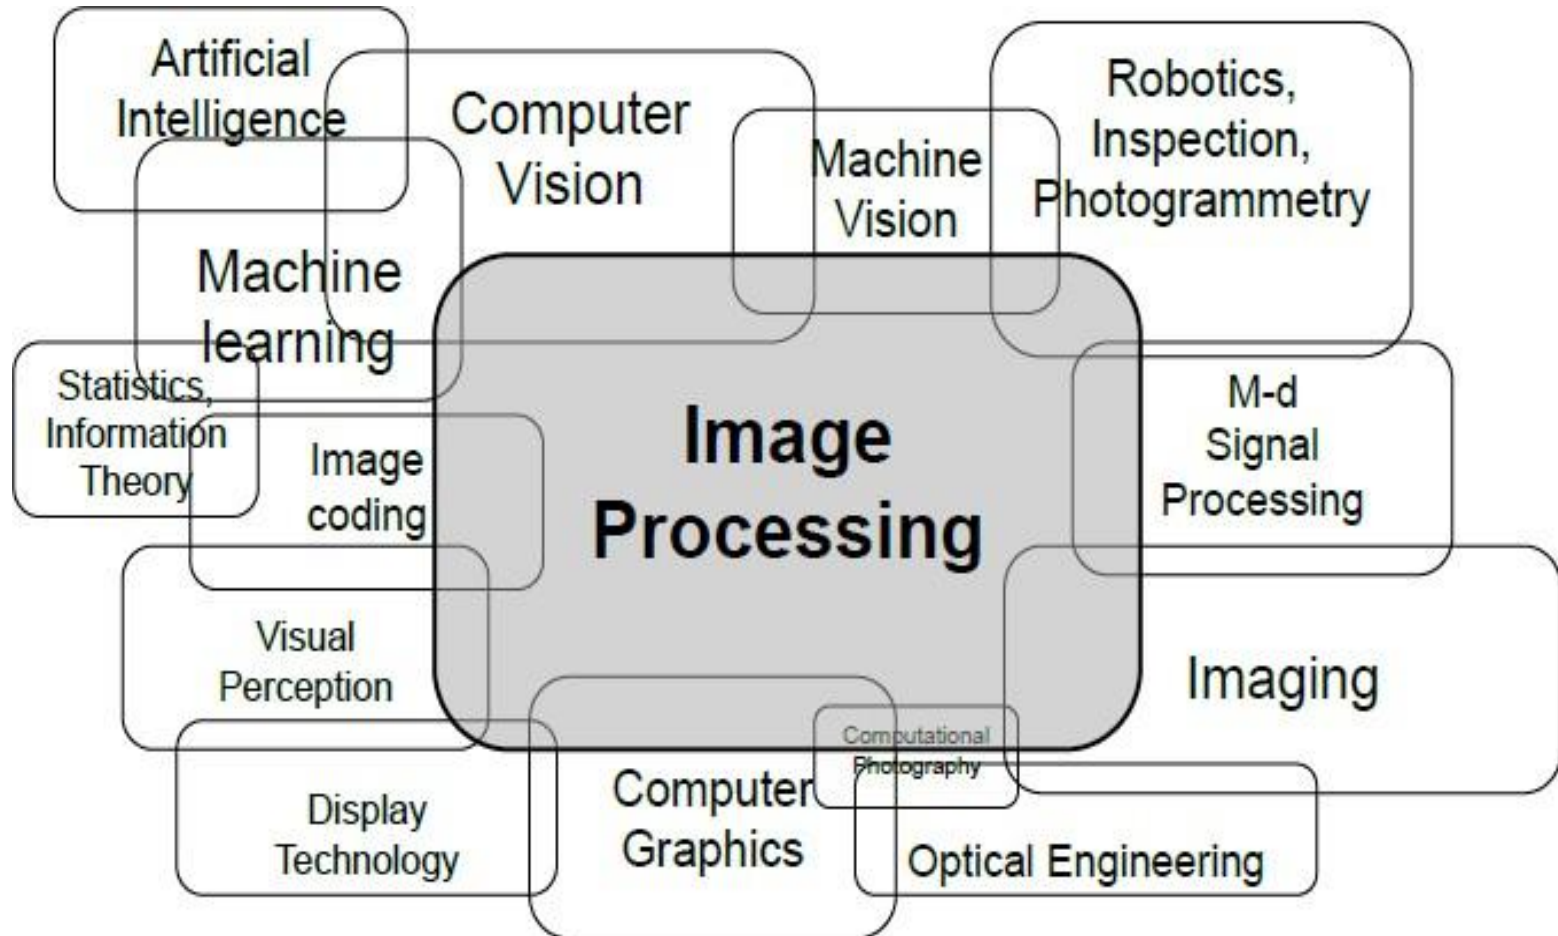 Artificial
Intelligence
Computer
Vision
Machine
Vision
Robotics,
Inspection,
Photogrammetry
Machine
learning
Statistics,
Information
Theory
Image
coding
Image
Processing
M-d
Signal
Processing
Visual
Perception
Imaging
Display
Technology
Computer
Graphics
Computational
Photography
Optical Engineering